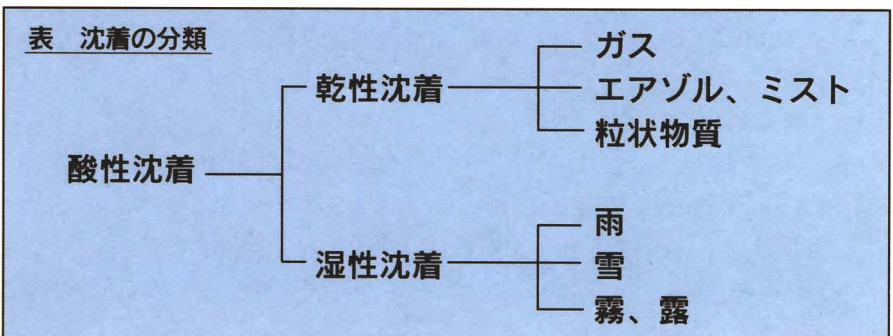 表　沈着の分類
ガス
乾性沈着
エアゾル、ミスト
粒状物質
酸性沈着
雨
湿性沈着
雪
霧、露